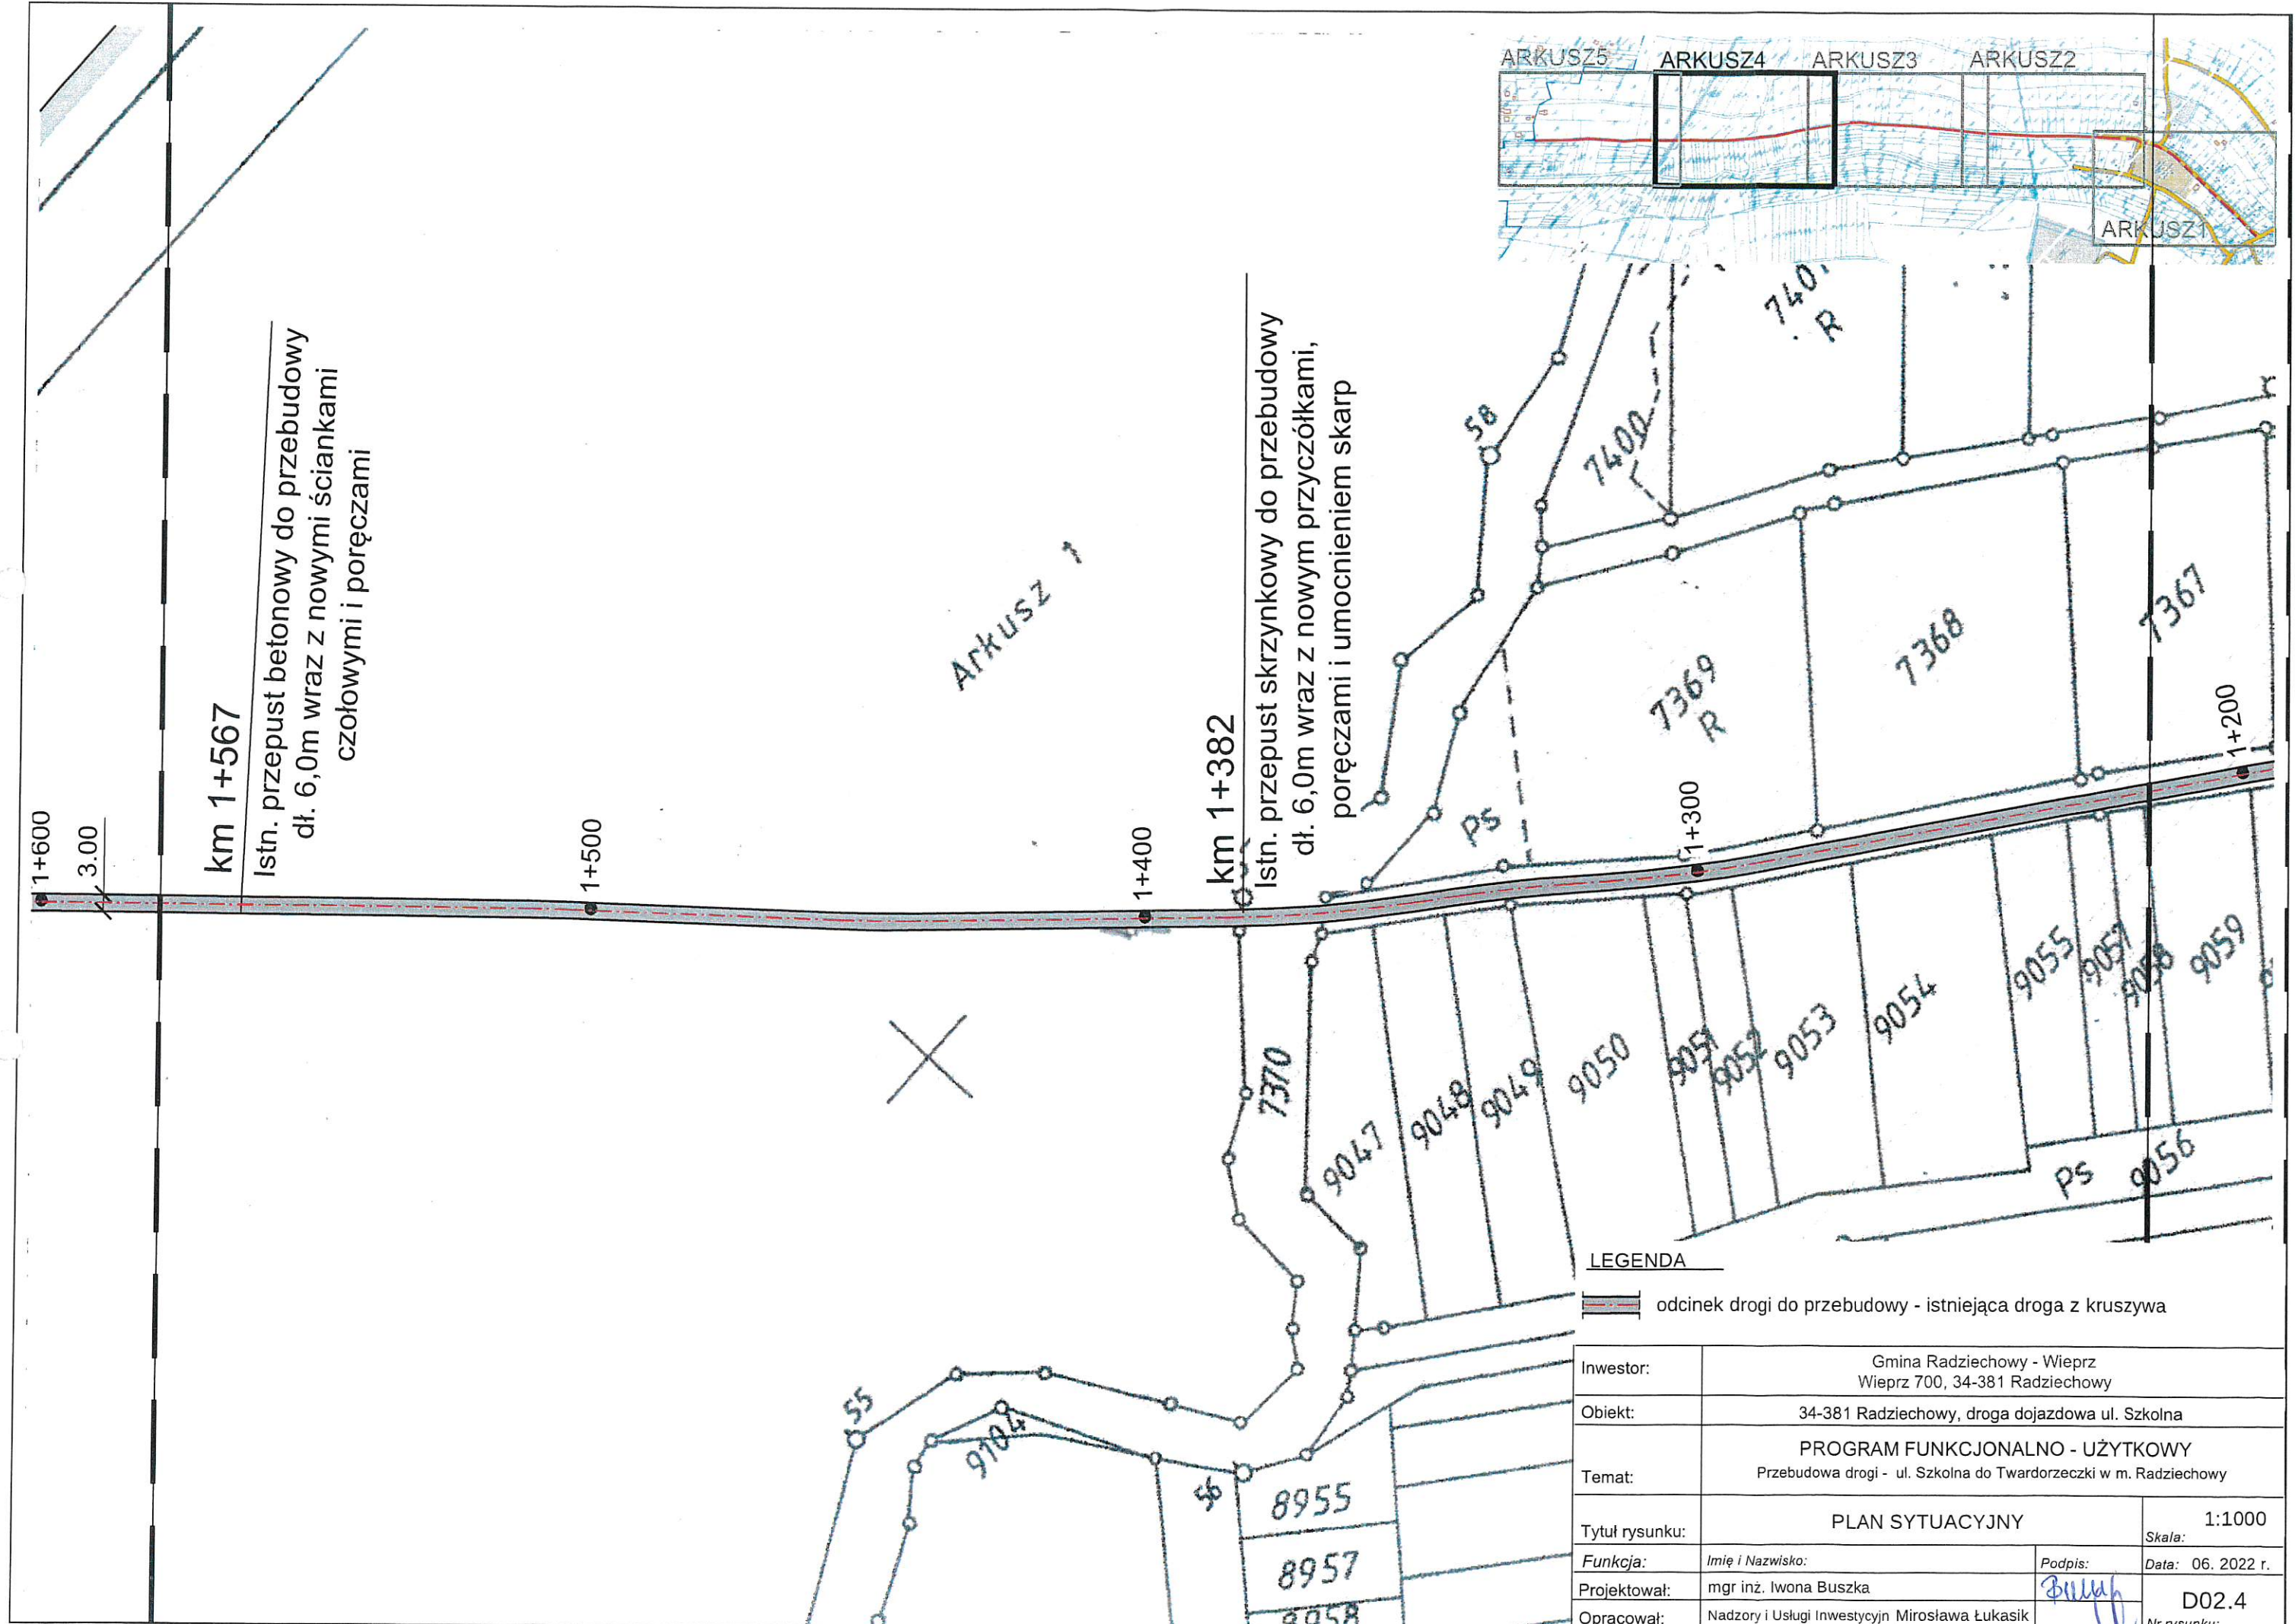 ARKUSZ5 ARKUSZ4 ARKUSZ3 ARKUSZ2
ARKUSZ1
km 1+567
Istn. przepust betonowy do przebudowy
dł. 6,0m wraz z nowymi ściankami
czołowymi i poręczami
km 1+382
Istn. przepust skrzynkowy do przebudowy
dł. 6,0m wraz z nowym przyczółkami,
poręczami i umocnieniem skarp
Arkusz 1
1+600
3.00
1+500
1+400
1+300
1+200
58
7400
7401
R
7369
R
7368
7367
Ps
7370
9047
9048
9049
9050
9051
9052
9053
9054
9055
9057
9058
9059
Ps
9056
55
9104
56
8955
8957
8958
LEGENDA
odcinek drogi do przebudowy - istniejąca droga z kruszywa
Inwestor:
Gmina Radziechowy - Wieprz
Wieprz 700, 34-381 Radziechowy
Obiekt:
34-381 Radziechowy, droga dojazdowa ul. Szkolna
Temat:
PROGRAM FUNKCJONALNO - UŻYTKOWY
Przebudowa drogi - ul. Szkolna do Twardorzeczki w m. Radziechowy
Tytuł rysunku:
PLAN SYTUACYJNY
Skala: 1:1000
Funkcja: Imię i Nazwisko: Podpis: Data: 06. 2022 r.
Projektował: mgr inż. Iwona Buszka
D02.4
Opracował: Nadzory i Usługi Inwestycyjn Mirosława Łukasik
Nr rysunku: